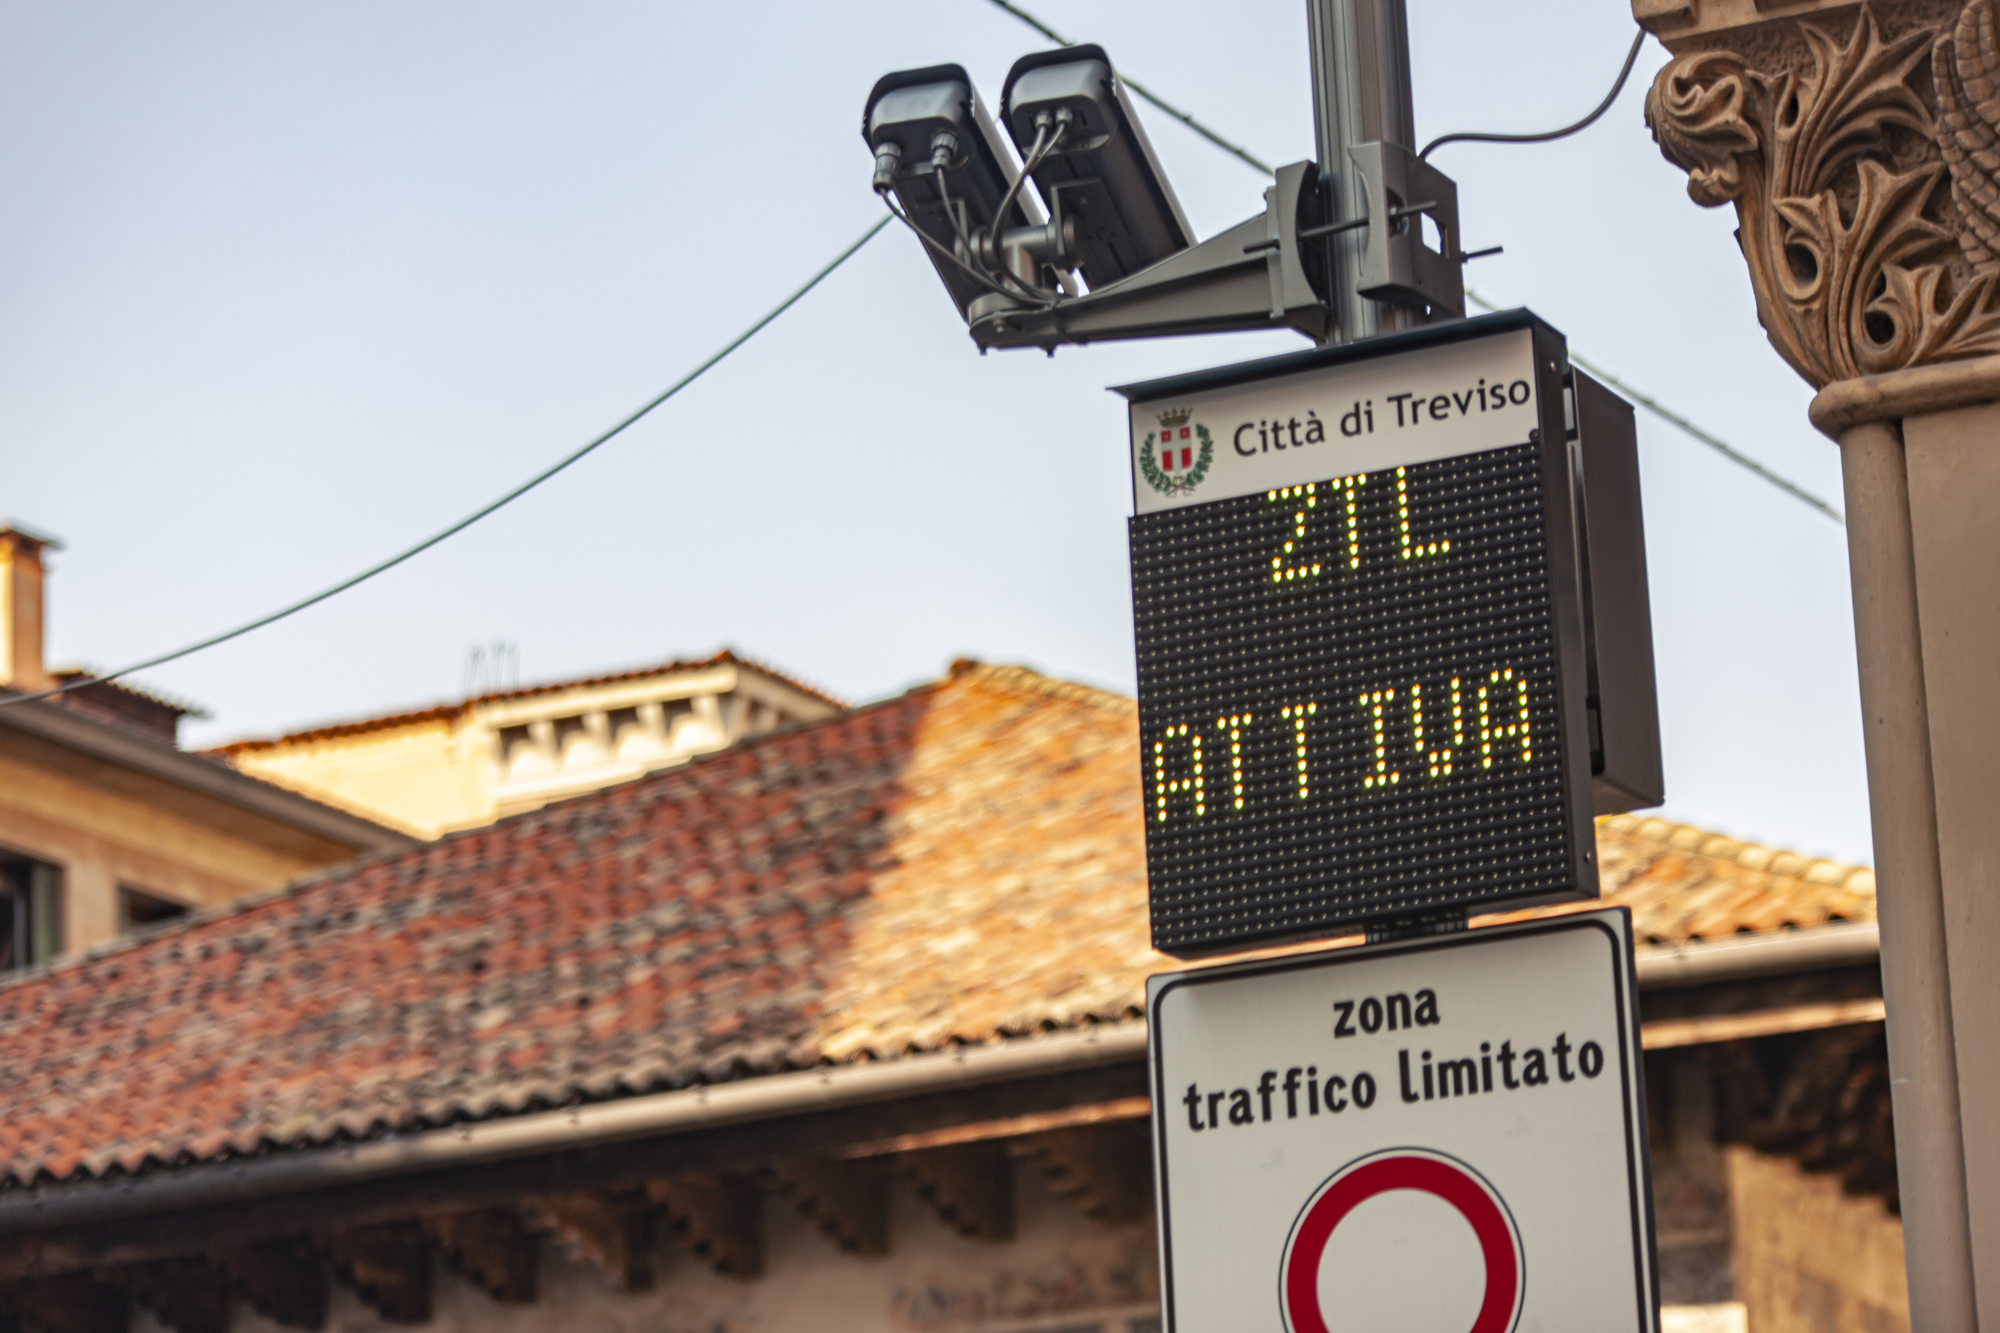 Città di Treviso
ZTL
ATTIVA
zona
traffico limitato